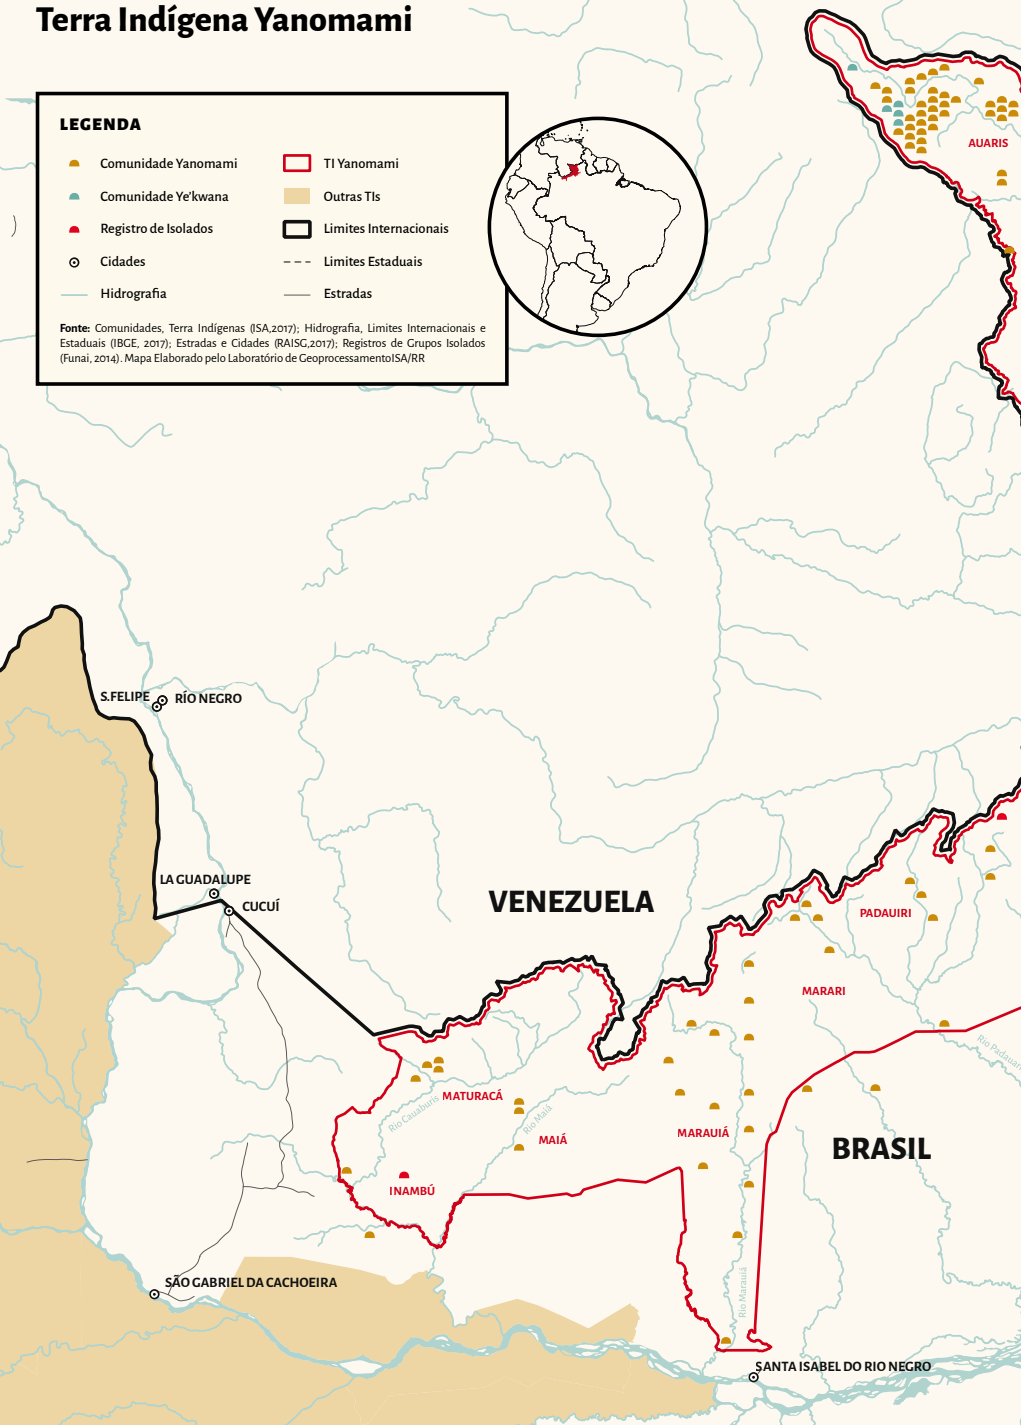 Terra Indígena Yanomami
LEGENDA
Comunidade Yanomami
TI Yanomami
Comunidade Ye'kwana
Outras TIs
Registro de Isolados
Limites Internacionais
Cidades
Limites Estaduais
Hidrografia
Estradas
Fonte: Comunidades, Terra Indígenas (ISA,2017); Hidrografia, Limites Internacionais e
Estaduais (IBGE, 2017); Estradas e Cidades (RAISG,2017); Registros de Grupos Isolados
(Funai, 2014). Mapa Elaborado pelo Laboratório de GeoprocessamentoISA/RR
AUARIS
S.FELIPE
RÍO NEGRO
LA GUADALUPE
CUCUÍ
VENEZUELA
PADAUIRI
MARARI
Rio Padauari
MATURACÁ
Rio Cauaburis
Rio Maiá
MAIÁ
MARAUIÁ
BRASIL
INAMBÚ
Rio Marauiá
SÃO GABRIEL DA CACHOEIRA
SANTA ISABEL DO RIO NEGRO